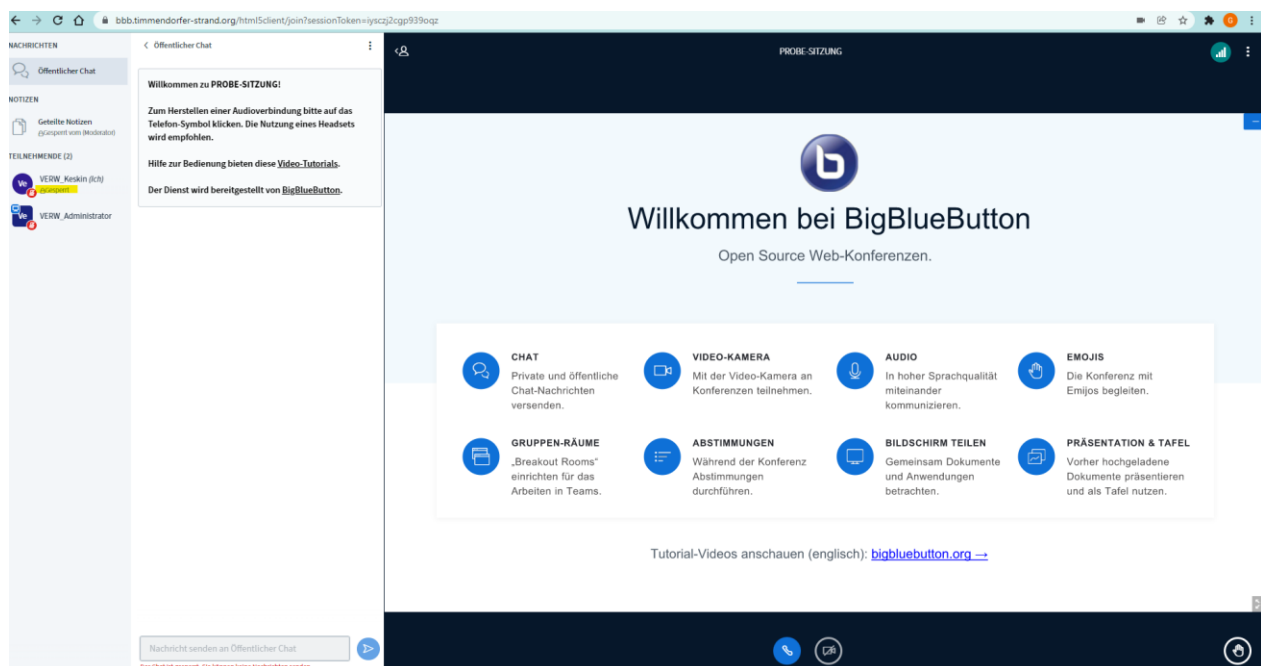 bbb.timmendorfer-strand.org/html5client/join?sessionToken=iysczj2cgp939oqz
G
NACHRICHTEN
Öffentlicher Chat
NOTIZEN
Geteilte Notizen
Gesperrt vom (Moderator)
TEILNEHMENDE (2)
Ve
VERW_Keskin (Ich)
Gesperrt
Ve
VERW_Administrator
Öffentlicher Chat
Willkommen zu PROBE-SITZUNG!
Zum Herstellen einer Audioverbindung bitte auf das
Telefon-Symbol klicken. Die Nutzung eines Headsets
wird empfohlen.
Hilfe zur Bedienung bieten diese Video-Tutorials.
Der Dienst wird bereitgestellt von BigBlueButton.
Nachricht senden an Öffentlicher Chat
PROBE-SITZUNG
b
Willkommen bei BigBlueButton
Open Source Web-Konferenzen.
CHAT
Private und öffentliche
Chat-Nachrichten
versenden.
VIDEO-KAMERA
Mit der Video-Kamera an
Konferenzen teilnehmen.
AUDIO
In hoher Sprachqualität
miteinander
kommunizieren.
EMOJIS
Die Konferenz mit
Emijos begleiten.
GRUPPEN-RÄUME
„Breakout Rooms“
einrichten für das
Arbeiten in Teams.
ABSTIMMUNGEN
Während der Konferenz
Abstimmungen
durchführen.
BILDSCHIRM TEILEN
Gemeinsam Dokumente
und Anwendungen
betrachten.
PRÄSENTATION & TAFEL
Vorher hochgeladene
Dokumente präsentieren
und als Tafel nutzen.
Tutorial-Videos anschauen (englisch): bigbluebutton.org →